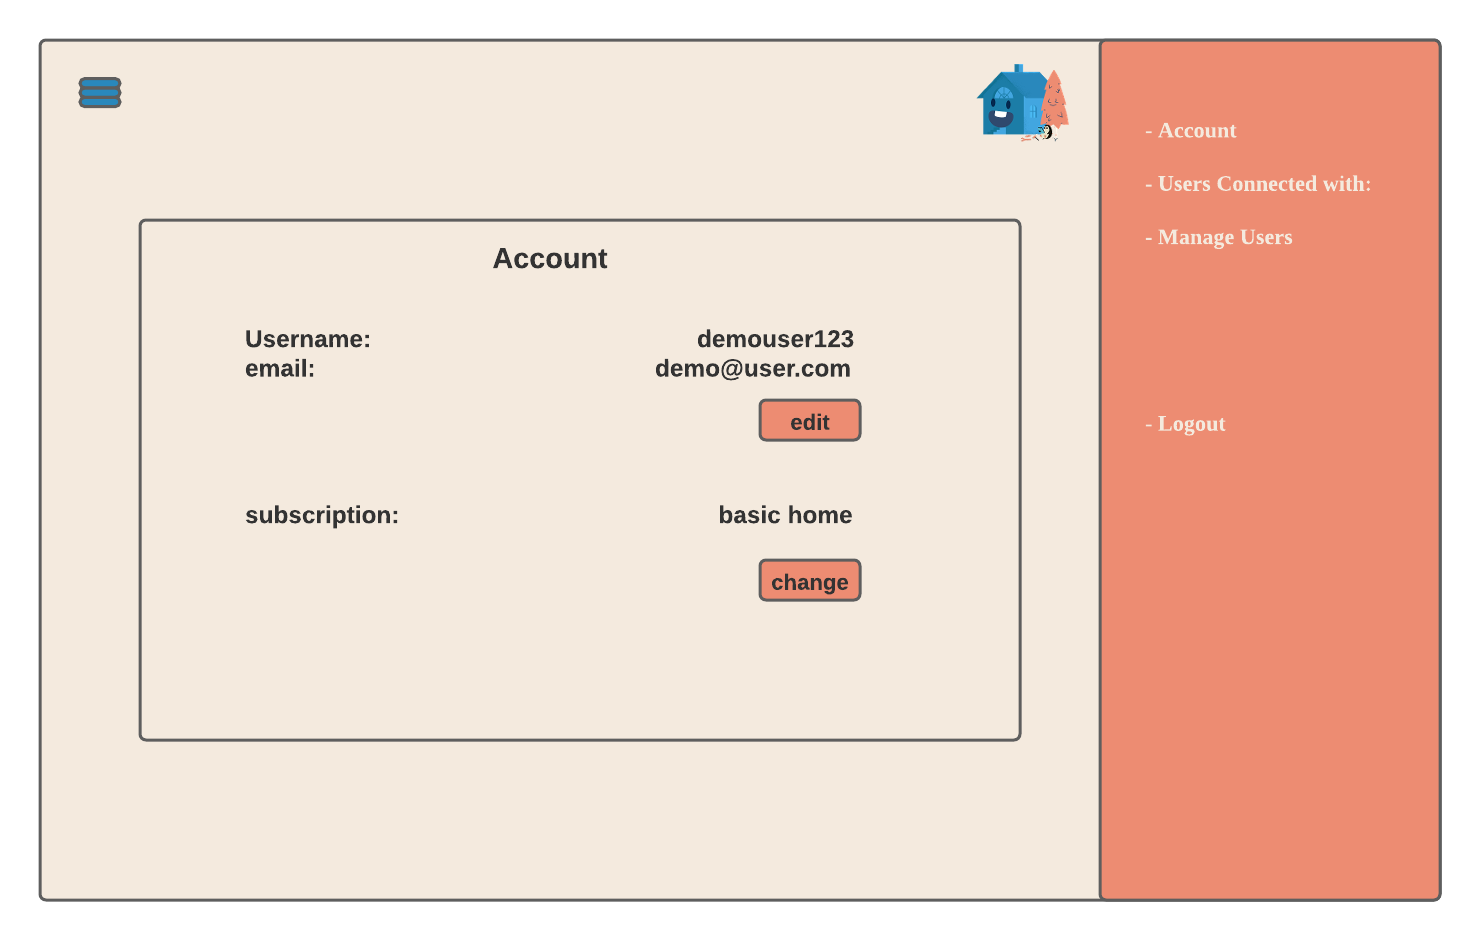 Account
Username: demouser123
email: demo@user.com
edit
subscription: basic home
change
- Account
- Users Connected with:
- Manage Users
- Logout